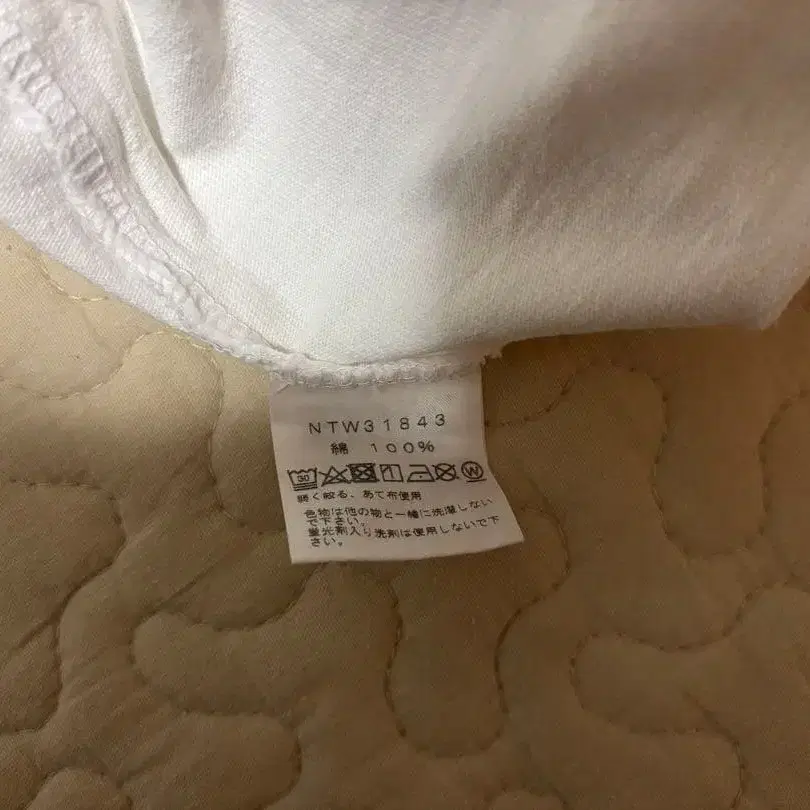 NTW31843
綿 100%
30 W
弱く絞る、あて布使用
色物は他の物と一緒に洗濯しない
で下さい。
蛍光剤入り洗剤は使用しないで下
さい。